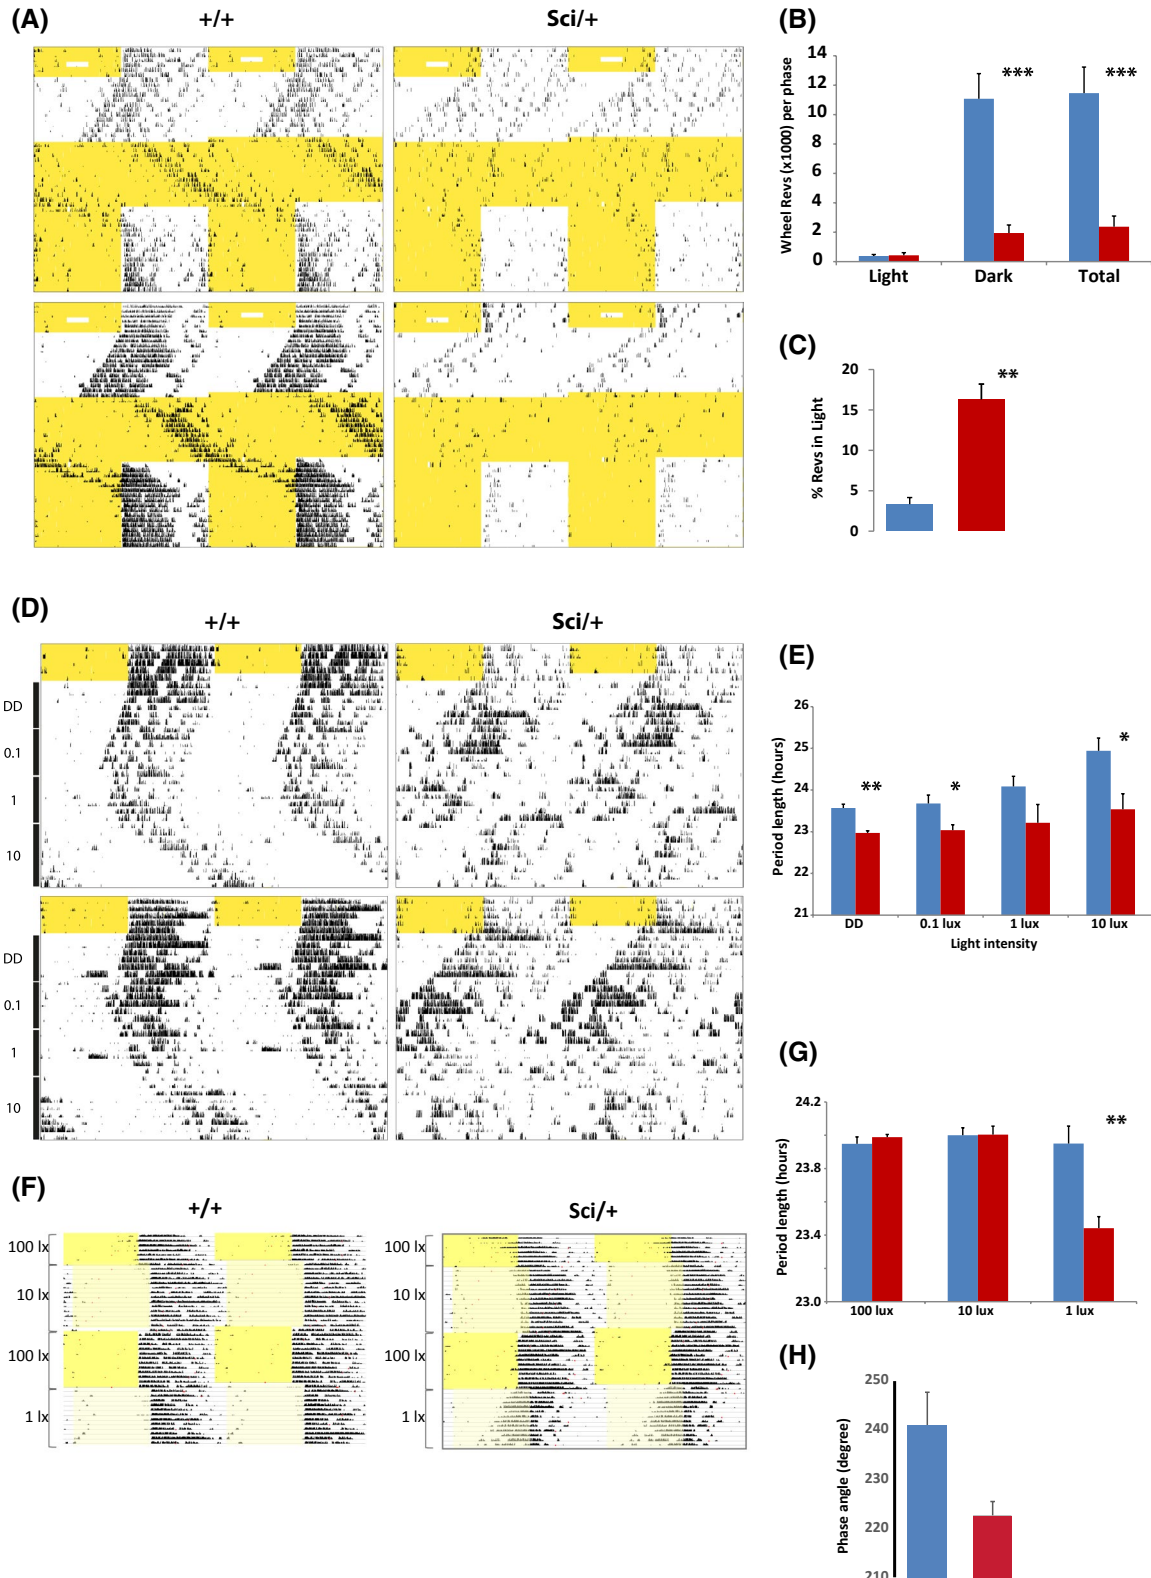 (A)
+/+
Sci/+
(B)
Wheel Revs (x1000) per phase
14
12
10
8
6
4
2
0
***
***
Light
Dark
Total
(C)
% Revs in Light
20
15
10
5
0
**
(D)
+/+
Sci/+
DD
0.1
1
10
DD
0.1
1
10
(E)
Period length (hours)
26
25
24
23
22
21
**
*
*
DD
0.1 lux
1 lux
10 lux
Light intensity
(F)
+/+
Sci/+
100 lx
10 lx
100 lx
1 lx
100 lx
10 lx
100 lx
1 lx
(G)
Period length (hours)
24.2
23.8
23.4
23.0
**
100 lux
10 lux
1 lux
(H)
Phase angle (degree)
250
240
230
220
210